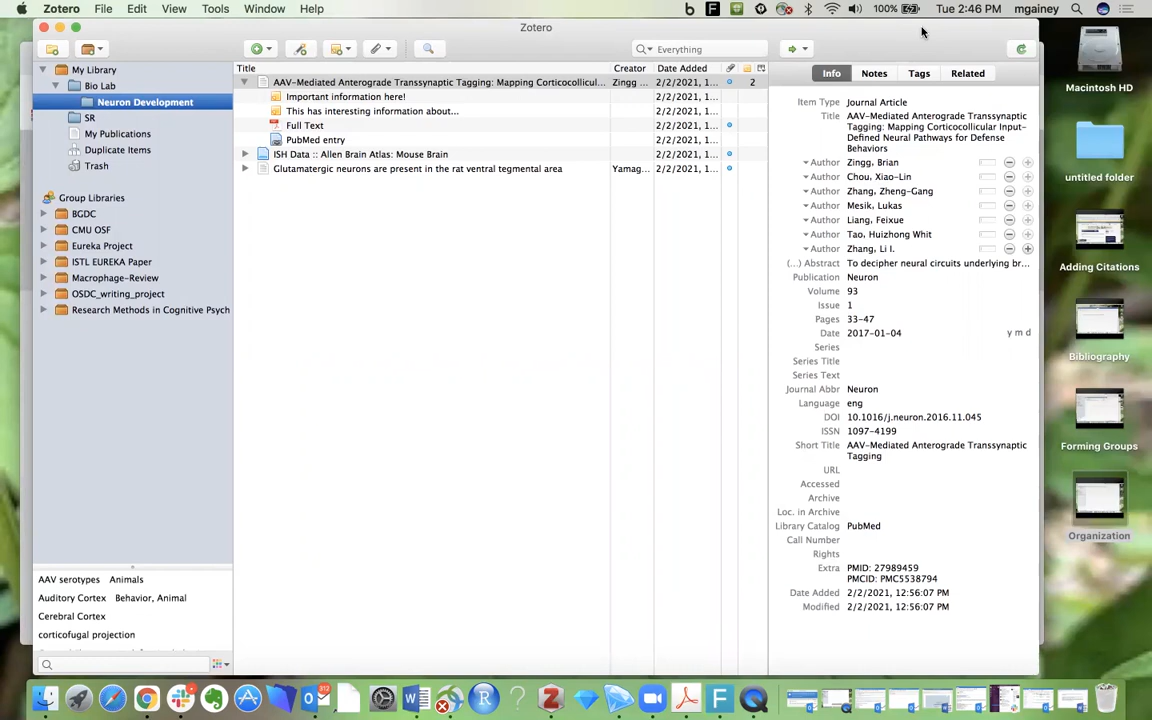 Zotero File Edit View Tools Window Help 100% Tue 2:46 PM mgainey
Zotero
Everything
My Library
Bio Lab
Neuron Development
SR
My Publications
Duplicate Items
Trash
Group Libraries
BGDC
CMU OSF
Eureka Project
ISTL EUREKA Paper
Macrophage-Review
OSDC_writing_project
Research Methods in Cognitive Psych
AAV serotypes Animals
Auditory Cortex Behavior, Animal
Cerebral Cortex
corticofugal projection
Title Creator Date Added
AAV-Mediated Anterograde Transsynaptic Tagging: Mapping Corticocollicul... Zingg ... 2/2/2021, 1... 2
Important information here! 2/2/2021, 1...
This has interesting information about... 2/2/2021, 1...
Full Text 2/2/2021, 1...
PubMed entry 2/2/2021, 1...
ISH Data :: Allen Brain Atlas: Mouse Brain 2/2/2021, 1...
Glutamatergic neurons are present in the rat ventral tegmental area Yamag... 2/2/2021, 1...
Info Notes Tags Related
Item Type Journal Article
Title AAV-Mediated Anterograde Transsynaptic
Tagging: Mapping Corticocollicular Input-
Defined Neural Pathways for Defense
Behaviors
Author Zingg, Brian
Author Chou, Xiao-Lin
Author Zhang, Zheng-Gang
Author Mesik, Lukas
Author Liang, Feixue
Author Tao, Huizhong Whit
Author Zhang, Li I.
(...) Abstract To decipher neural circuits underlying br...
Publication Neuron
Volume 93
Issue 1
Pages 33-47
Date 2017-01-04 y m d
Series
Series Title
Series Text
Journal Abbr Neuron
Language eng
DOI 10.1016/j.neuron.2016.11.045
ISSN 1097-4199
Short Title AAV-Mediated Anterograde Transsynaptic
Tagging
URL
Accessed
Archive
Loc. in Archive
Library Catalog PubMed
Call Number
Rights
Extra PMID: 27989459
PMCID: PMC5538794
Date Added 2/2/2021, 12:56:07 PM
Modified 2/2/2021, 12:56:07 PM
Macintosh HD
untitled folder
Adding Citations
Bibliography
Forming Groups
Organization
312